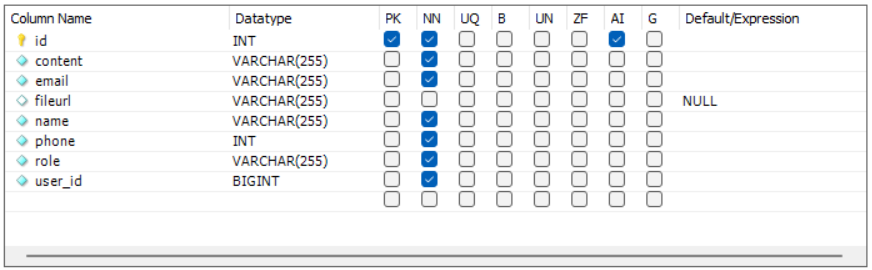 Column Name Datatype PK NN UQ B UN ZF AI G Default/Expression
id INT
content VARCHAR(255)
email VARCHAR(255)
fileurl VARCHAR(255) NULL
name VARCHAR(255)
phone INT
role VARCHAR(255)
user_id BIGINT